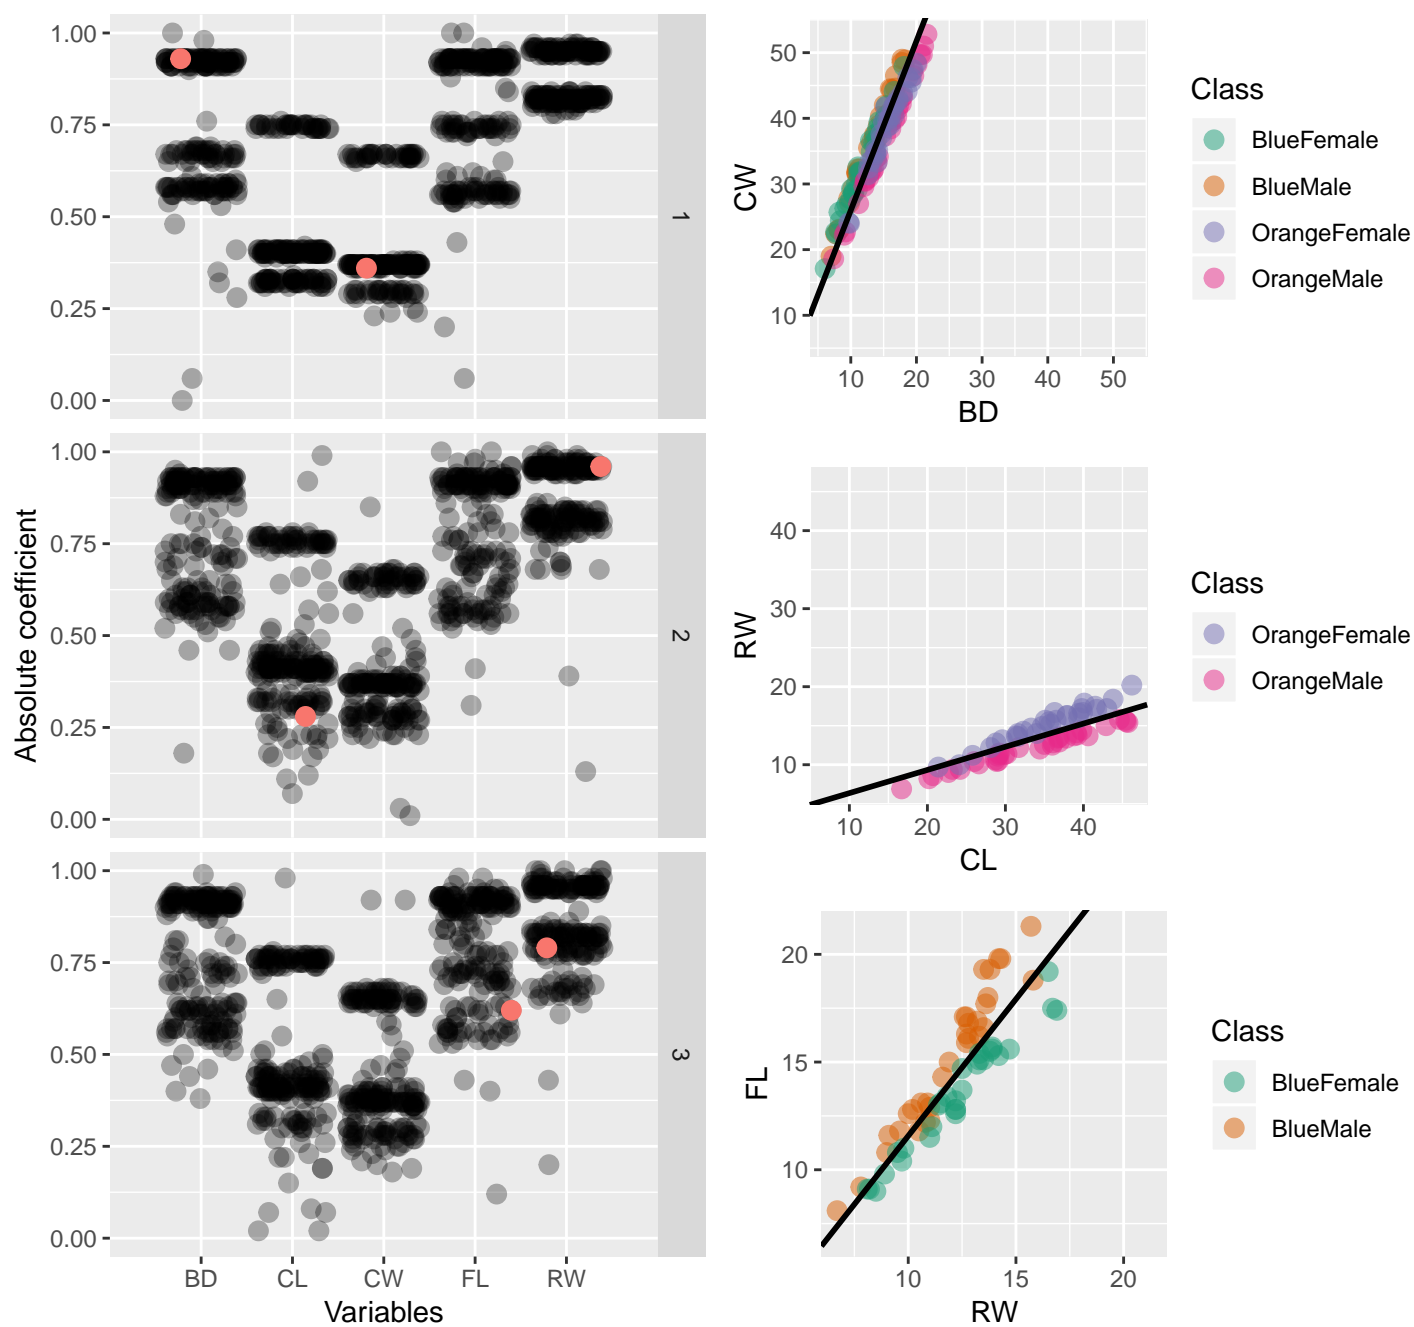 Absolute coefficient
1.00
0.75
0.50
0.25
0.00
1
1.00
0.75
0.50
0.25
0.00
2
1.00
0.75
0.50
0.25
0.00
3
BD CL CW FL RW
Variables
CW
50
40
30
20
10
10 20 30 40 50
BD
Class
BlueFemale
BlueMale
OrangeFemale
OrangeMale
RW
40
30
20
10
10 20 30 40
CL
Class
OrangeFemale
OrangeMale
FL
20
15
10
10 15 20
RW
Class
BlueFemale
BlueMale